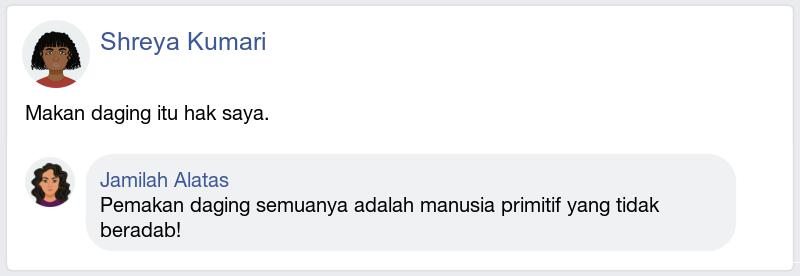 Shreya Kumari
Makan daging itu hak saya.
Jamilah Alatas
Pemakan daging semuanya adalah manusia primitif yang tidak
beradab!